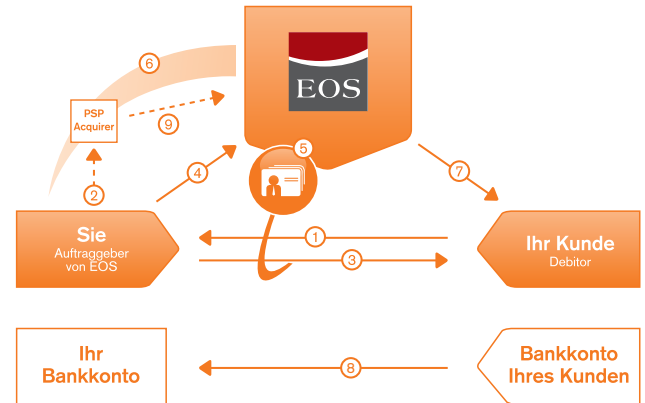 EOS
6
5
PSP
Acquirer
9
4
7
2
Sie
Auftraggeber
von EOS
1
3
Ihr Kunde
Debitor
Ihr
Bankkonto
8
Bankkonto
Ihres Kunden